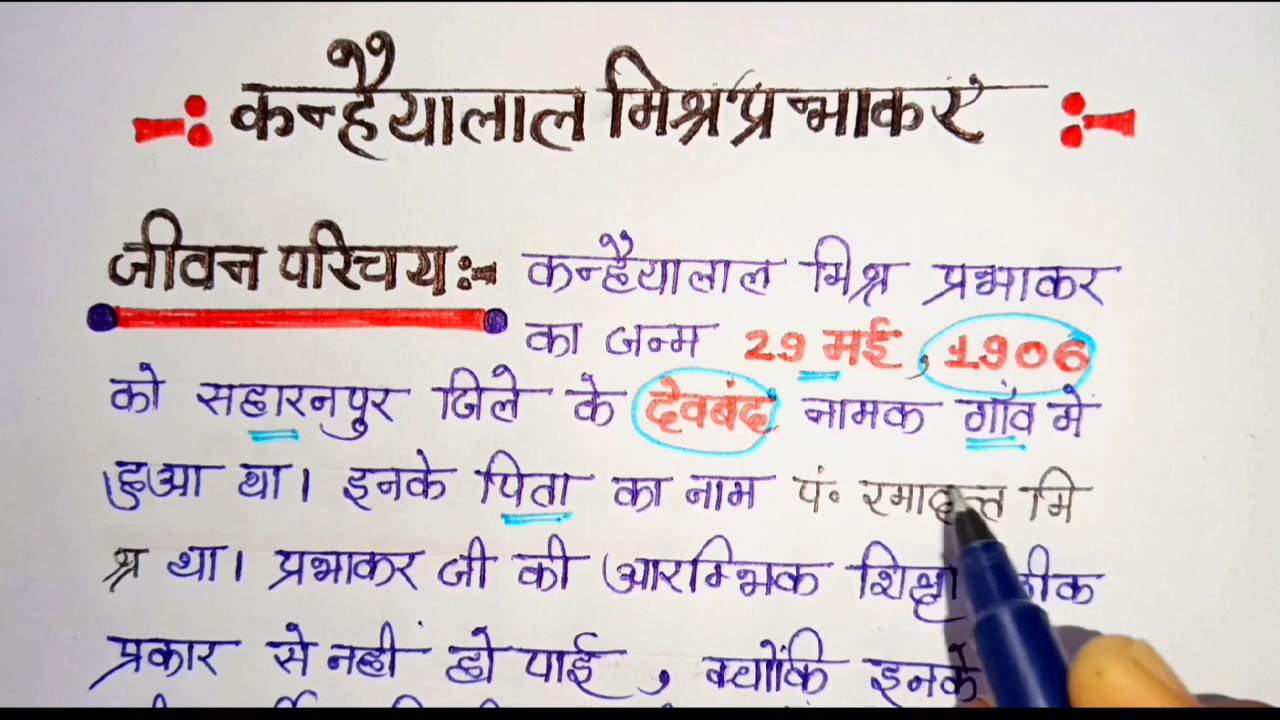 -: कन्हैयालाल मिश्र प्रभाकर :-
जीवन परिचय:- कन्हैयालाल मिश्र प्रभाकर
का जन्म 29 मई, 1906
को सहारनपुर जिले के देवबंद नामक गाँव में
हुआ था। इनके पिता का नाम पं. रमादत्त मि
श्र था। प्रभाकर जी की आरम्भिक शिक्षा ठीक
प्रकार से नहीं हो पाई, क्योंकि इनके